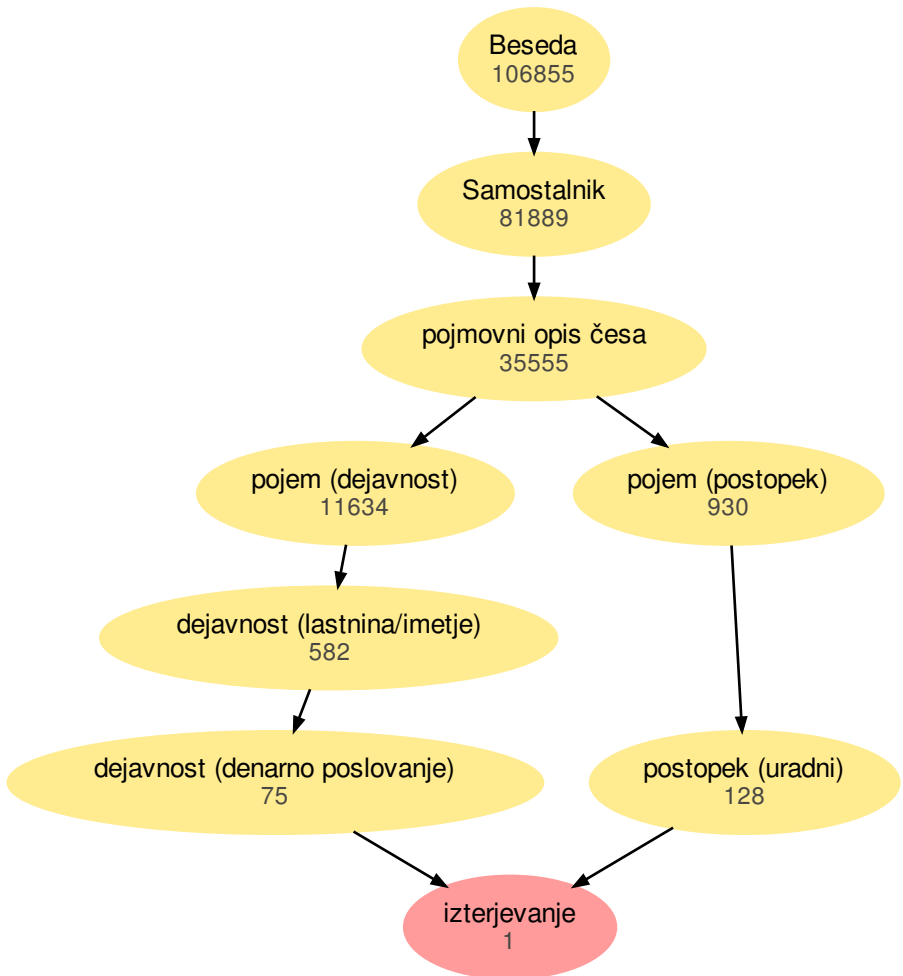 Beseda
106855
Samostalnik
81889
pojmovni opis česa
35555
pojem (dejavnost)
11634
pojem (postopek)
930
dejavnost (lastnina/imetje)
582
dejavnost (denarno poslovanje)
75
postopek (uradni)
128
izterjevanje
1